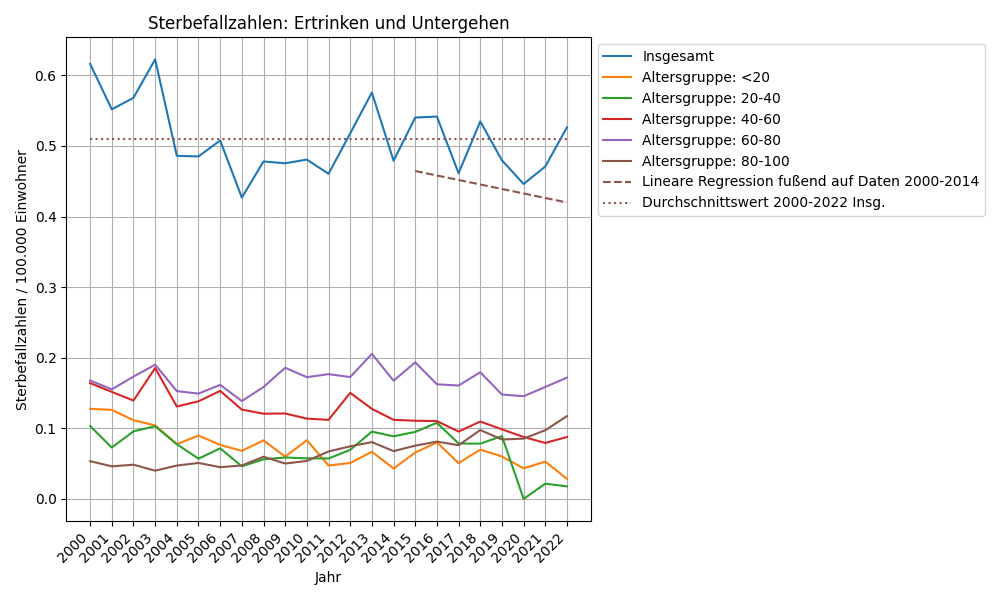 Sterbefallzahlen: Ertrinken und Untergehen
Sterbefallzahlen / 100.000 Einwohner
0.6
0.5
0.4
0.3
0.2
0.1
0.0
2000
2001
2002
2003
2004
2005
2006
2007
2008
2009
2010
2011
2012
2013
2014
2015
2016
2017
2018
2019
2020
2021
2022
Jahr
Insgesamt
Altersgruppe: <20
Altersgruppe: 20-40
Altersgruppe: 40-60
Altersgruppe: 60-80
Altersgruppe: 80-100
Lineare Regression fußend auf Daten 2000-2014
Durchschnittswert 2000-2022 Insg.